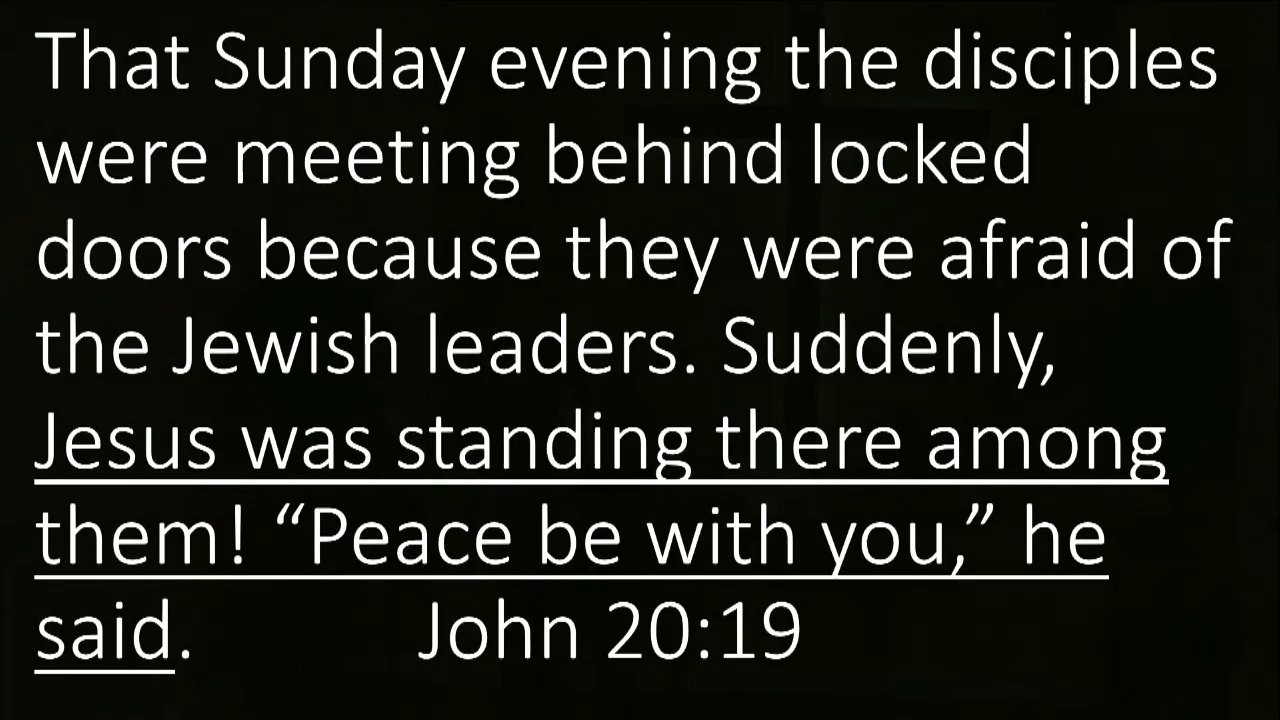 That Sunday evening the disciples
were meeting behind locked
doors because they were afraid of
the Jewish leaders. Suddenly,
Jesus was standing there among
them! “Peace be with you,” he
said. John 20:19